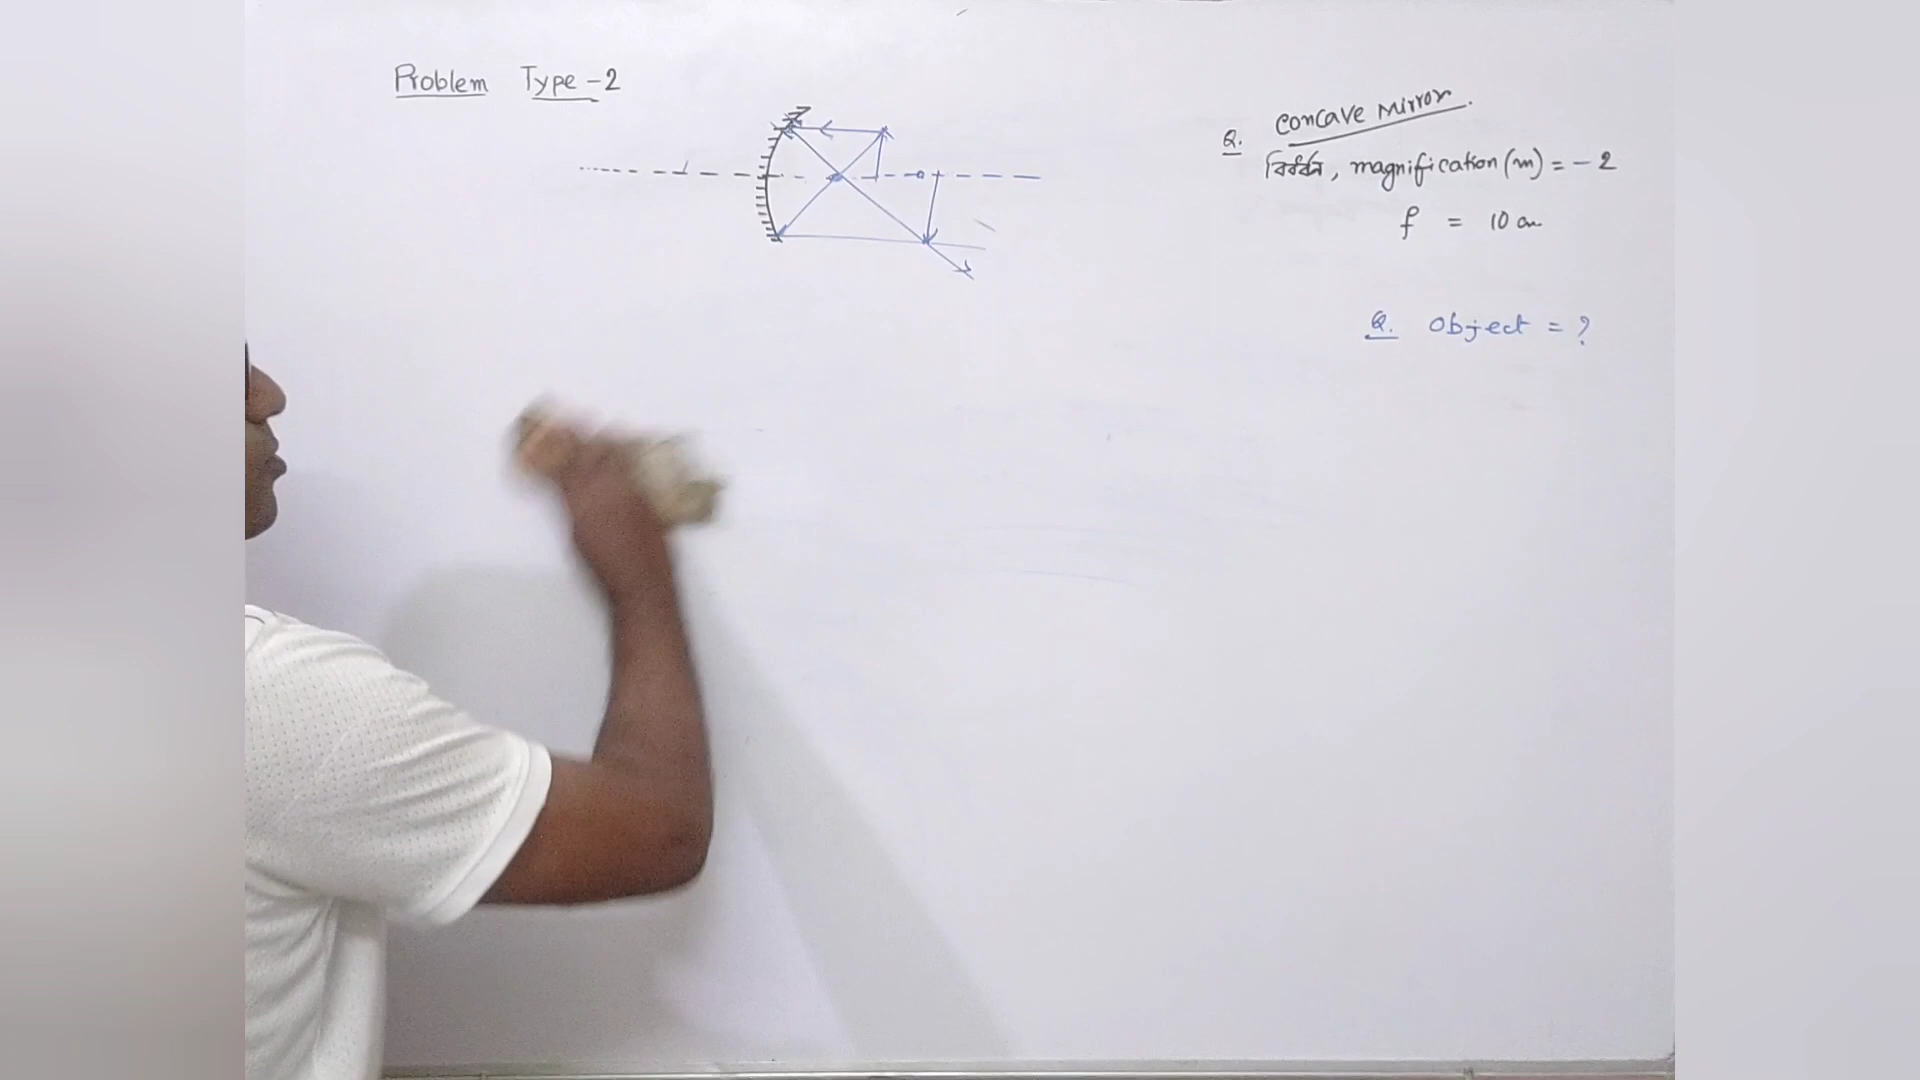 Problem Type-2
Q. Concave Mirror.
বিবর্ধন, magnification (m) = - 2
f = 10 cm
Q. Object = ?